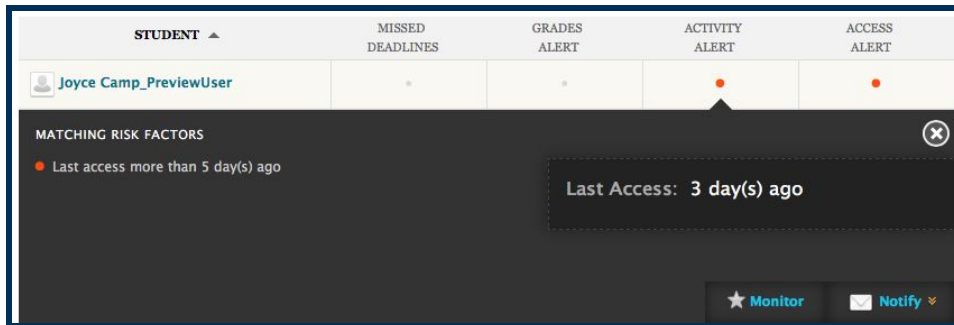 STUDENT
MISSED
DEADLINES
GRADES
ALERT
ACTIVITY
ALERT
ACCESS
ALERT
Joyce Camp_PreviewUser
MATCHING RISK FACTORS
Last access more than 5 day(s) ago
Last Access: 3 day(s) ago
Monitor
Notify